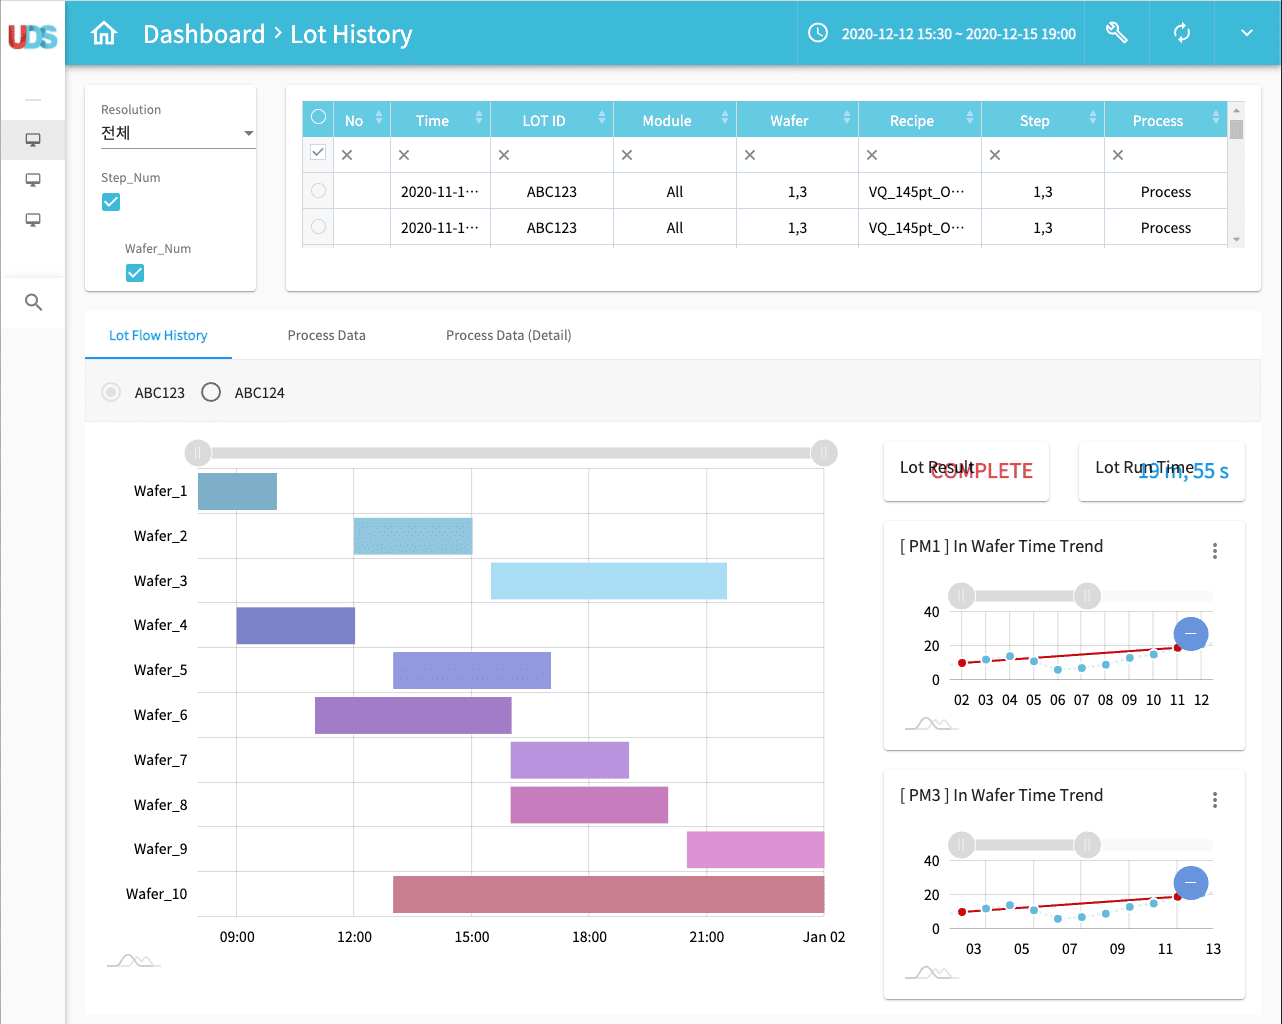 UDS
Dashboard > Lot History
2020-12-12 15:30 ~ 2020-12-15 19:00
Resolution
전체
Step_Num
Wafer_Num
No Time LOT ID Module Wafer Recipe Step Process
2020-11-1··· ABC123 All 1,3 VQ_145pt_O··· 1,3 Process
2020-11-1··· ABC123 All 1,3 VQ_145pt_O··· 1,3 Process
Lot Flow History Process Data Process Data (Detail)
ABC123 ABC124
Wafer_1
Wafer_2
Wafer_3
Wafer_4
Wafer_5
Wafer_6
Wafer_7
Wafer_8
Wafer_9
Wafer_10
09:00 12:00 15:00 18:00 21:00 Jan 02
Lot Result
COMPLETE
Lot Run Time
19 m, 55 s
[ PM1 ] In Wafer Time Trend
40
20
0
02 03 04 05 06 07 08 09 10 11 12
[ PM3 ] In Wafer Time Trend
40
20
0
03 05 07 09 11 13